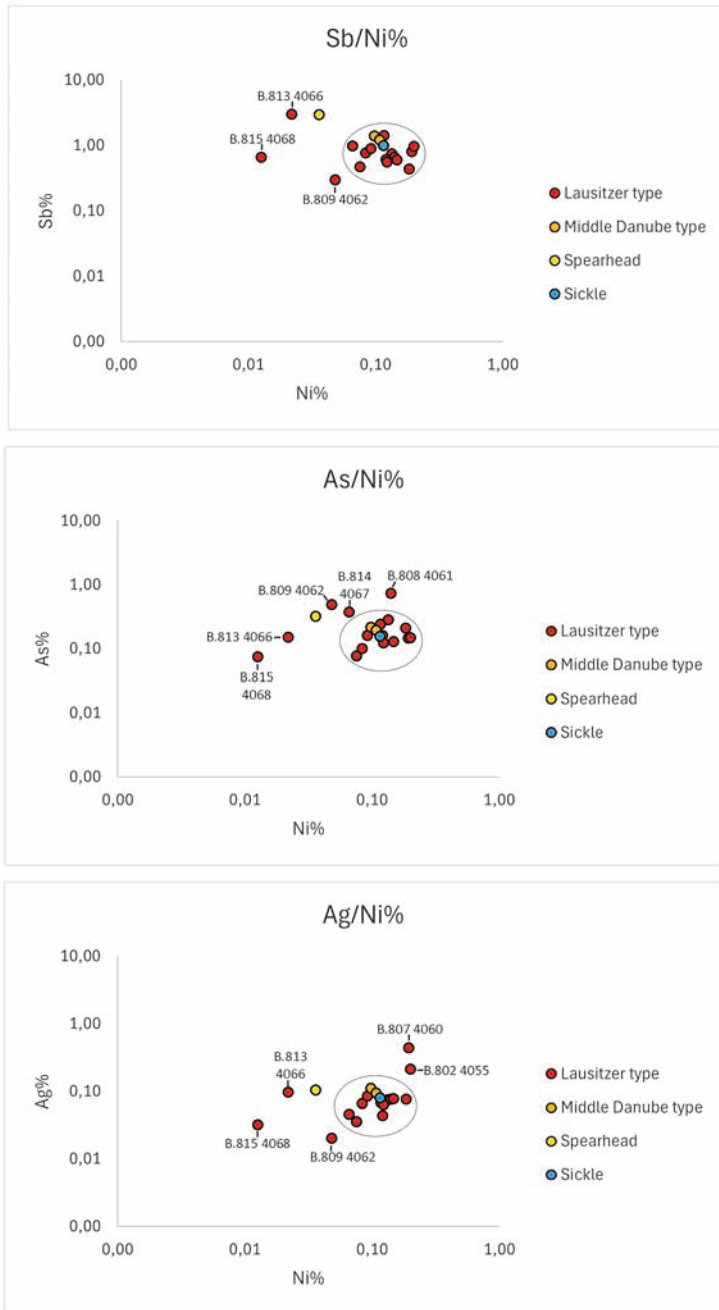 Sb/Ni%
10,00
B.813 4066
B.815 4068
1,00
B.809 4062
0,10
0,01
0,00
Sb%
0,00
0,01
0,10
1,00
Ni%
Lausitzer type
Middle Danube type
Spearhead
Sickle
As/Ni%
10,00
B.809 4062
B.814
4067
B.808 4061
1,00
B.813 4066
0,10
B.815
4068
0,01
0,00
As%
0,00
0,01
0,10
1,00
Ni%
Lausitzer type
Middle Danube type
Spearhead
Sickle
Ag/Ni%
10,00
B.807 4060
1,00
B.813
4066
B.802 4055
0,10
B.815 4068
B.809 4062
0,01
0,00
Ag%
0,00
0,01
0,10
1,00
Ni%
Lausitzer type
Middle Danube type
Spearhead
Sickle